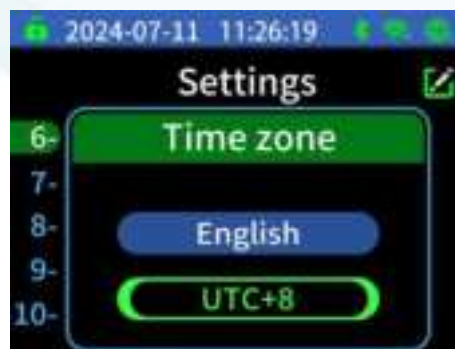 2024-07-11 11:26:19
Settings
6-
Time zone
7-
8-
English
9-
UTC+8
10-